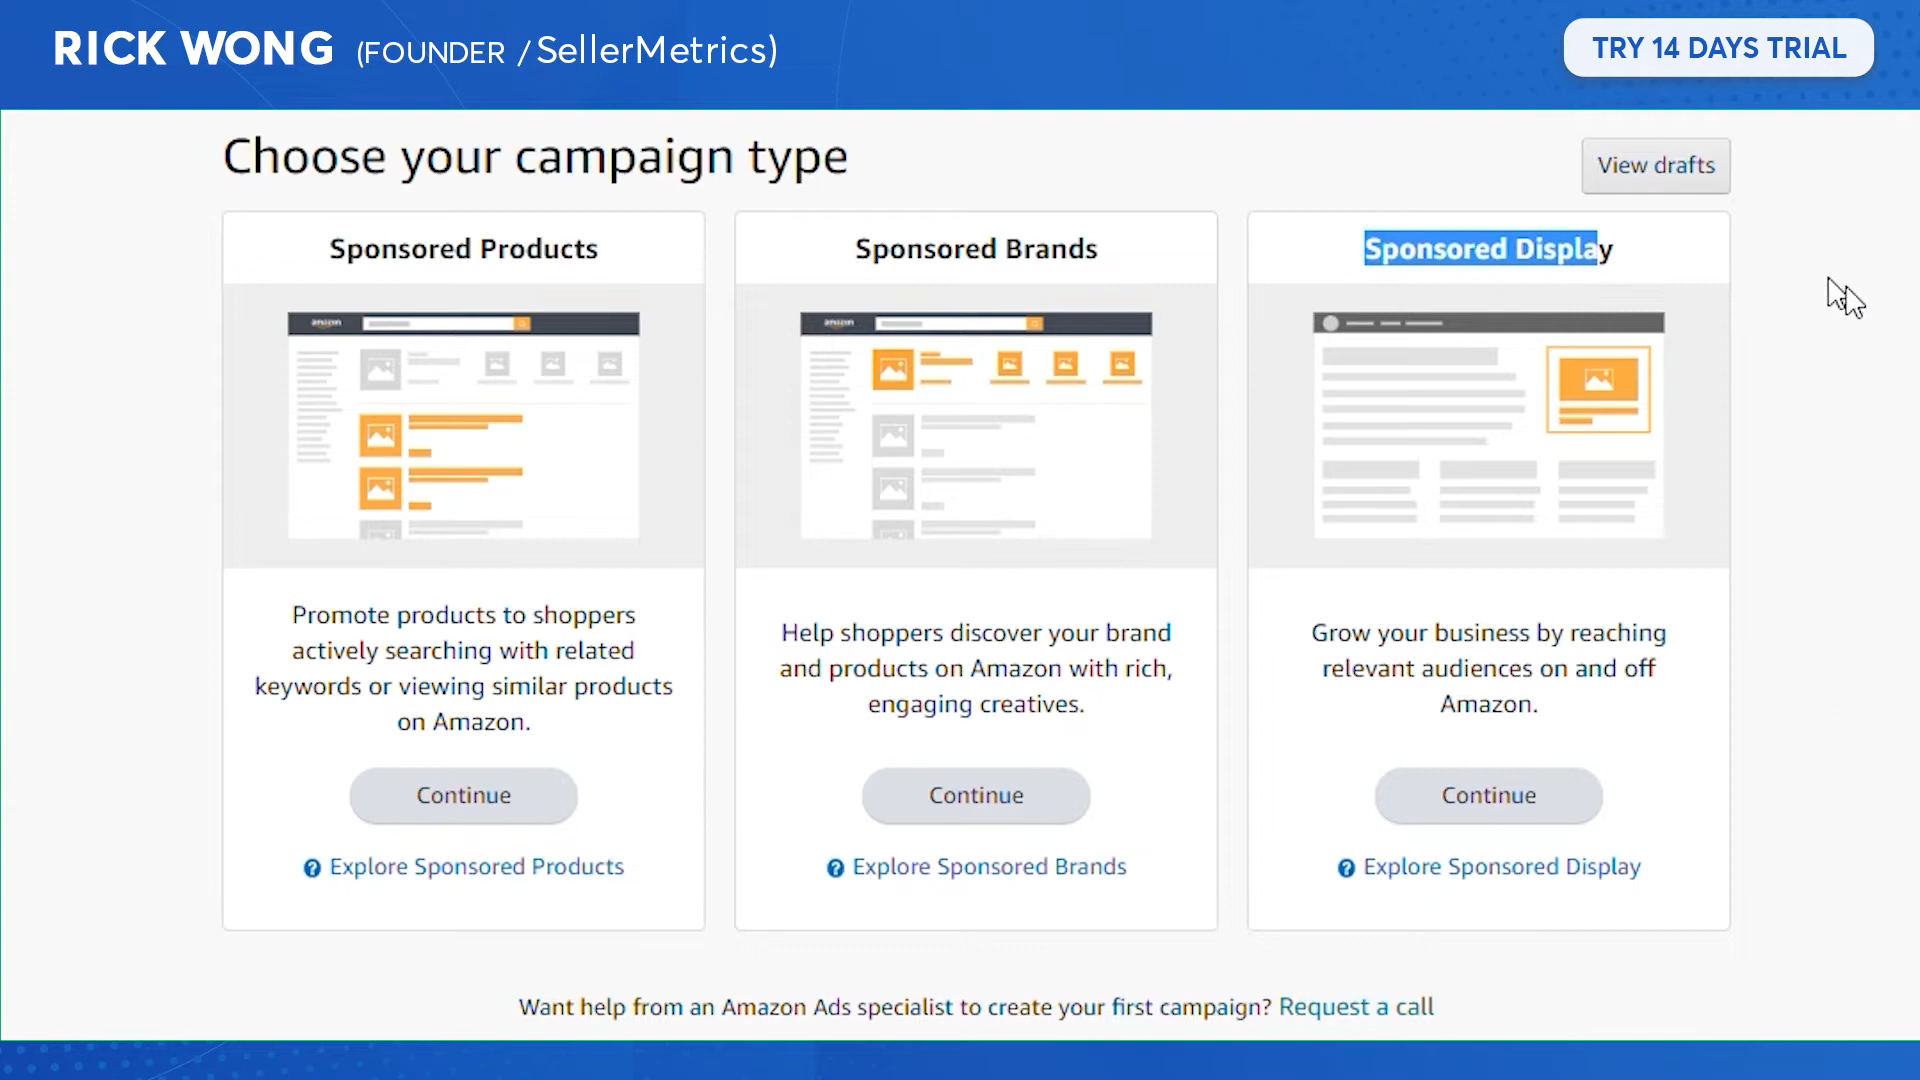 RICK WONG (FOUNDER / SellerMetrics)
TRY 14 DAYS TRIAL
Choose your campaign type
View drafts
Sponsored Products
amazon
Promote products to shoppers
actively searching with related
keywords or viewing similar products
on Amazon.
Continue
Explore Sponsored Products
Sponsored Brands
amazon
Help shoppers discover your brand
and products on Amazon with rich,
engaging creatives.
Continue
Explore Sponsored Brands
Sponsored Display
Grow your business by reaching
relevant audiences on and off
Amazon.
Continue
Explore Sponsored Display
Want help from an Amazon Ads specialist to create your first campaign? Request a call